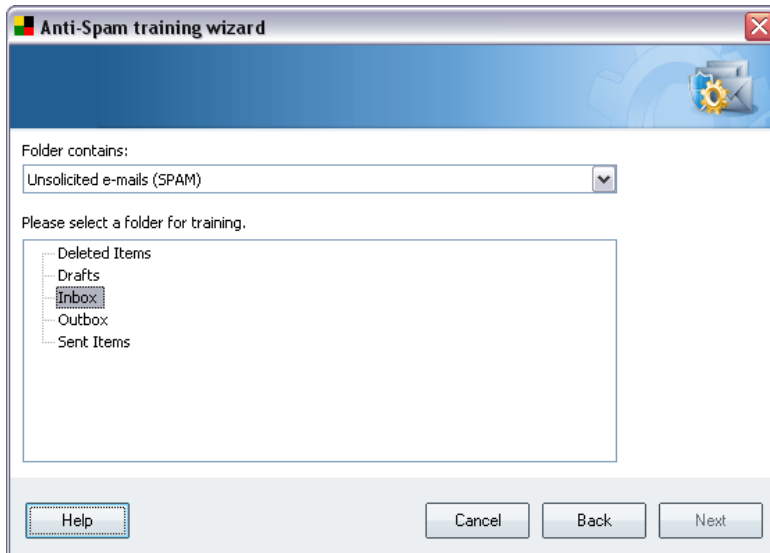 Anti-Spam training wizard
Folder contains:
Unsolicited e-mails (SPAM)
Please select a folder for training.
Deleted Items
Drafts
Inbox
Outbox
Sent Items
Help
Cancel
Back
Next